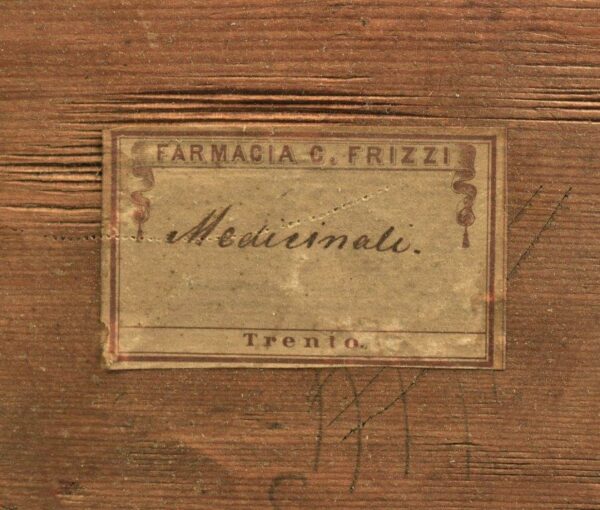 FARMACIA C. FRIZZI
Medicinali.
Trento.